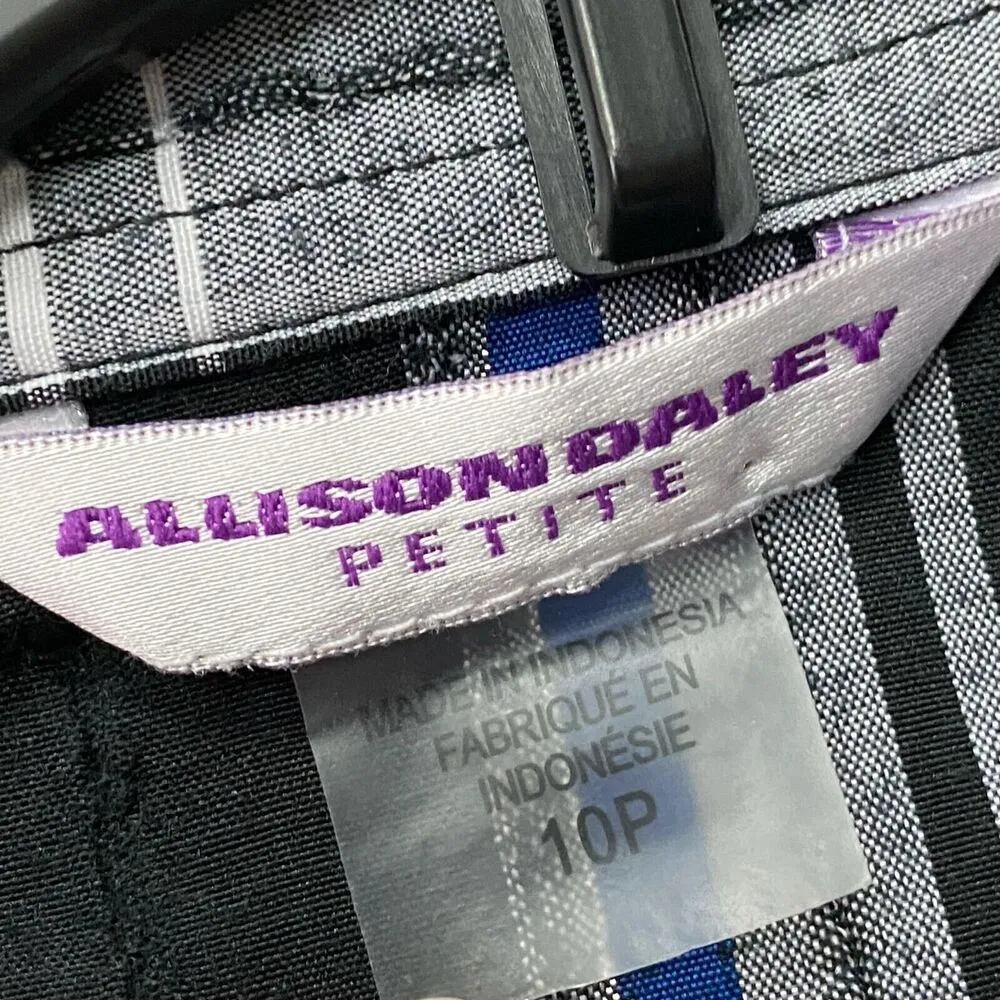 ALLISON DALEY
PETITE
MADE IN INDONESIA
FABRIQUÉ EN
INDONÉSIE
10P